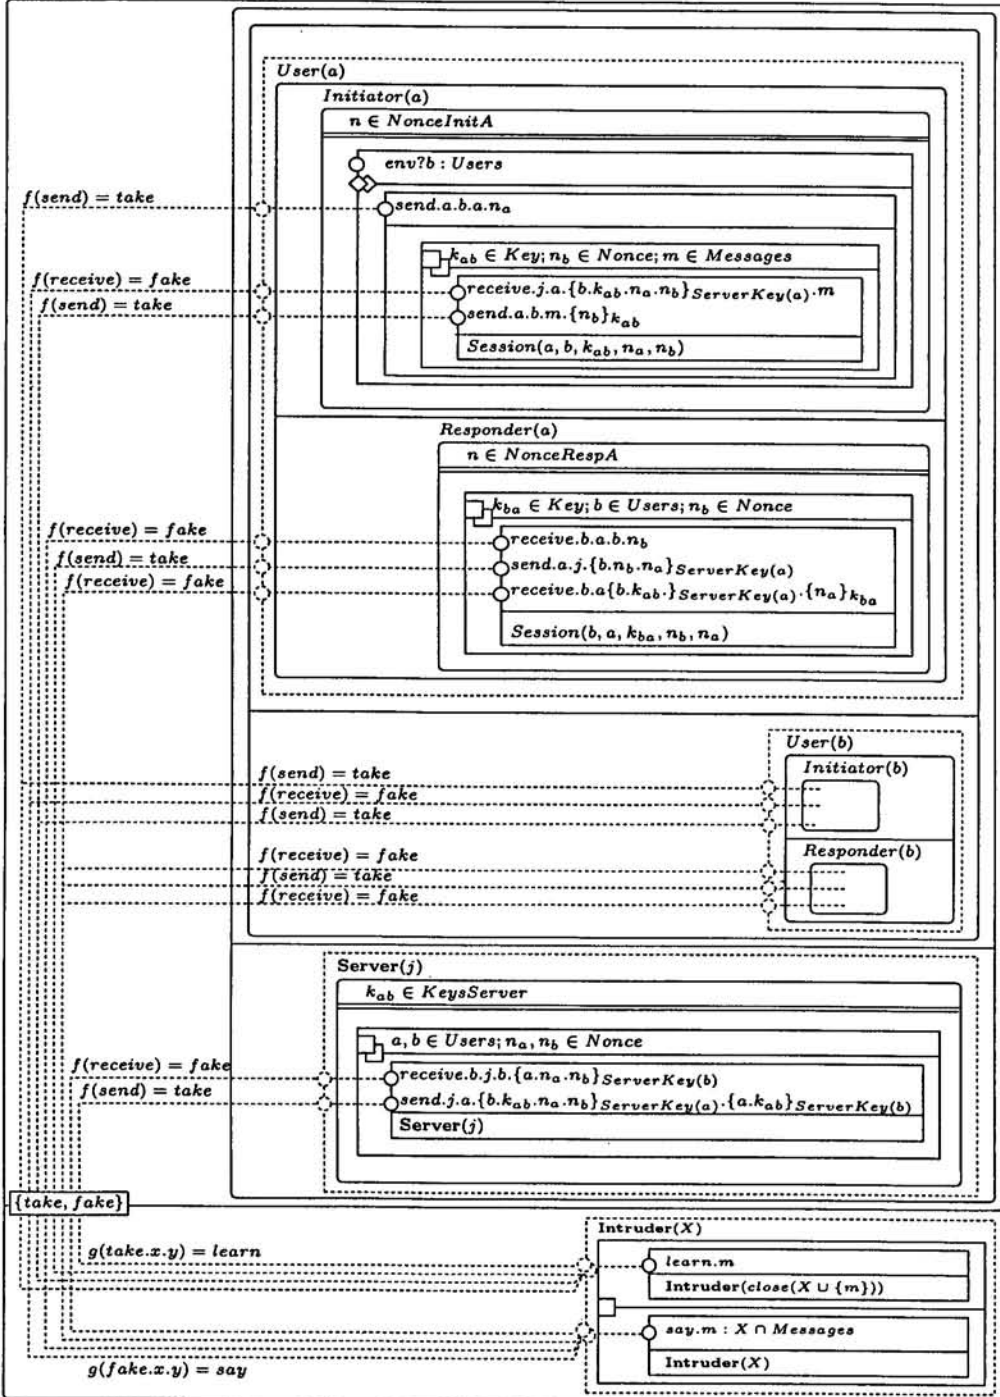 User(a)
Initiator(a)
n ∈ NonceInitA
env?b : Users
f(send) = take
send.a.b.a.n_a
k_ab ∈ Key; n_b ∈ Nonce; m ∈ Messages
f(receive) = fake
receive.j.a.{b.k_ab.n_a.n_b}_ServerKey(a).m
f(send) = take
send.a.b.m.{n_b}_k_ab
Session(a, b, k_ab, n_a, n_b)
Responder(a)
n ∈ NonceRespA
k_ba ∈ Key; b ∈ Users; n_b ∈ Nonce
f(receive) = fake
receive.b.a.b.n_b
f(send) = take
send.a.j.{b.n_b.n_a}_ServerKey(a)
f(receive) = fake
receive.b.a{b.k_ab.}_ServerKey(a).{n_a}_k_ba
Session(b, a, k_ba, n_b, n_a)
User(b)
Initiator(b)
f(send) = take
f(receive) = fake
f(send) = take
Responder(b)
f(receive) = fake
f(send) = take
f(receive) = fake
Server(j)
k_ab ∈ KeysServer
a, b ∈ Users; n_a, n_b ∈ Nonce
f(receive) = fake
receive.b.j.b.{a.n_a.n_b}_ServerKey(b)
f(send) = take
send.j.a.{b.k_ab.n_a.n_b}_ServerKey(a).{a.k_ab}_ServerKey(b)
Server(j)
{take, fake}
Intruder(X)
g(take.x.y) = learn
learn.m
Intruder(close(X ∪ {m}))
say.m : X ∩ Messages
Intruder(X)
g(fake.x.y) = say